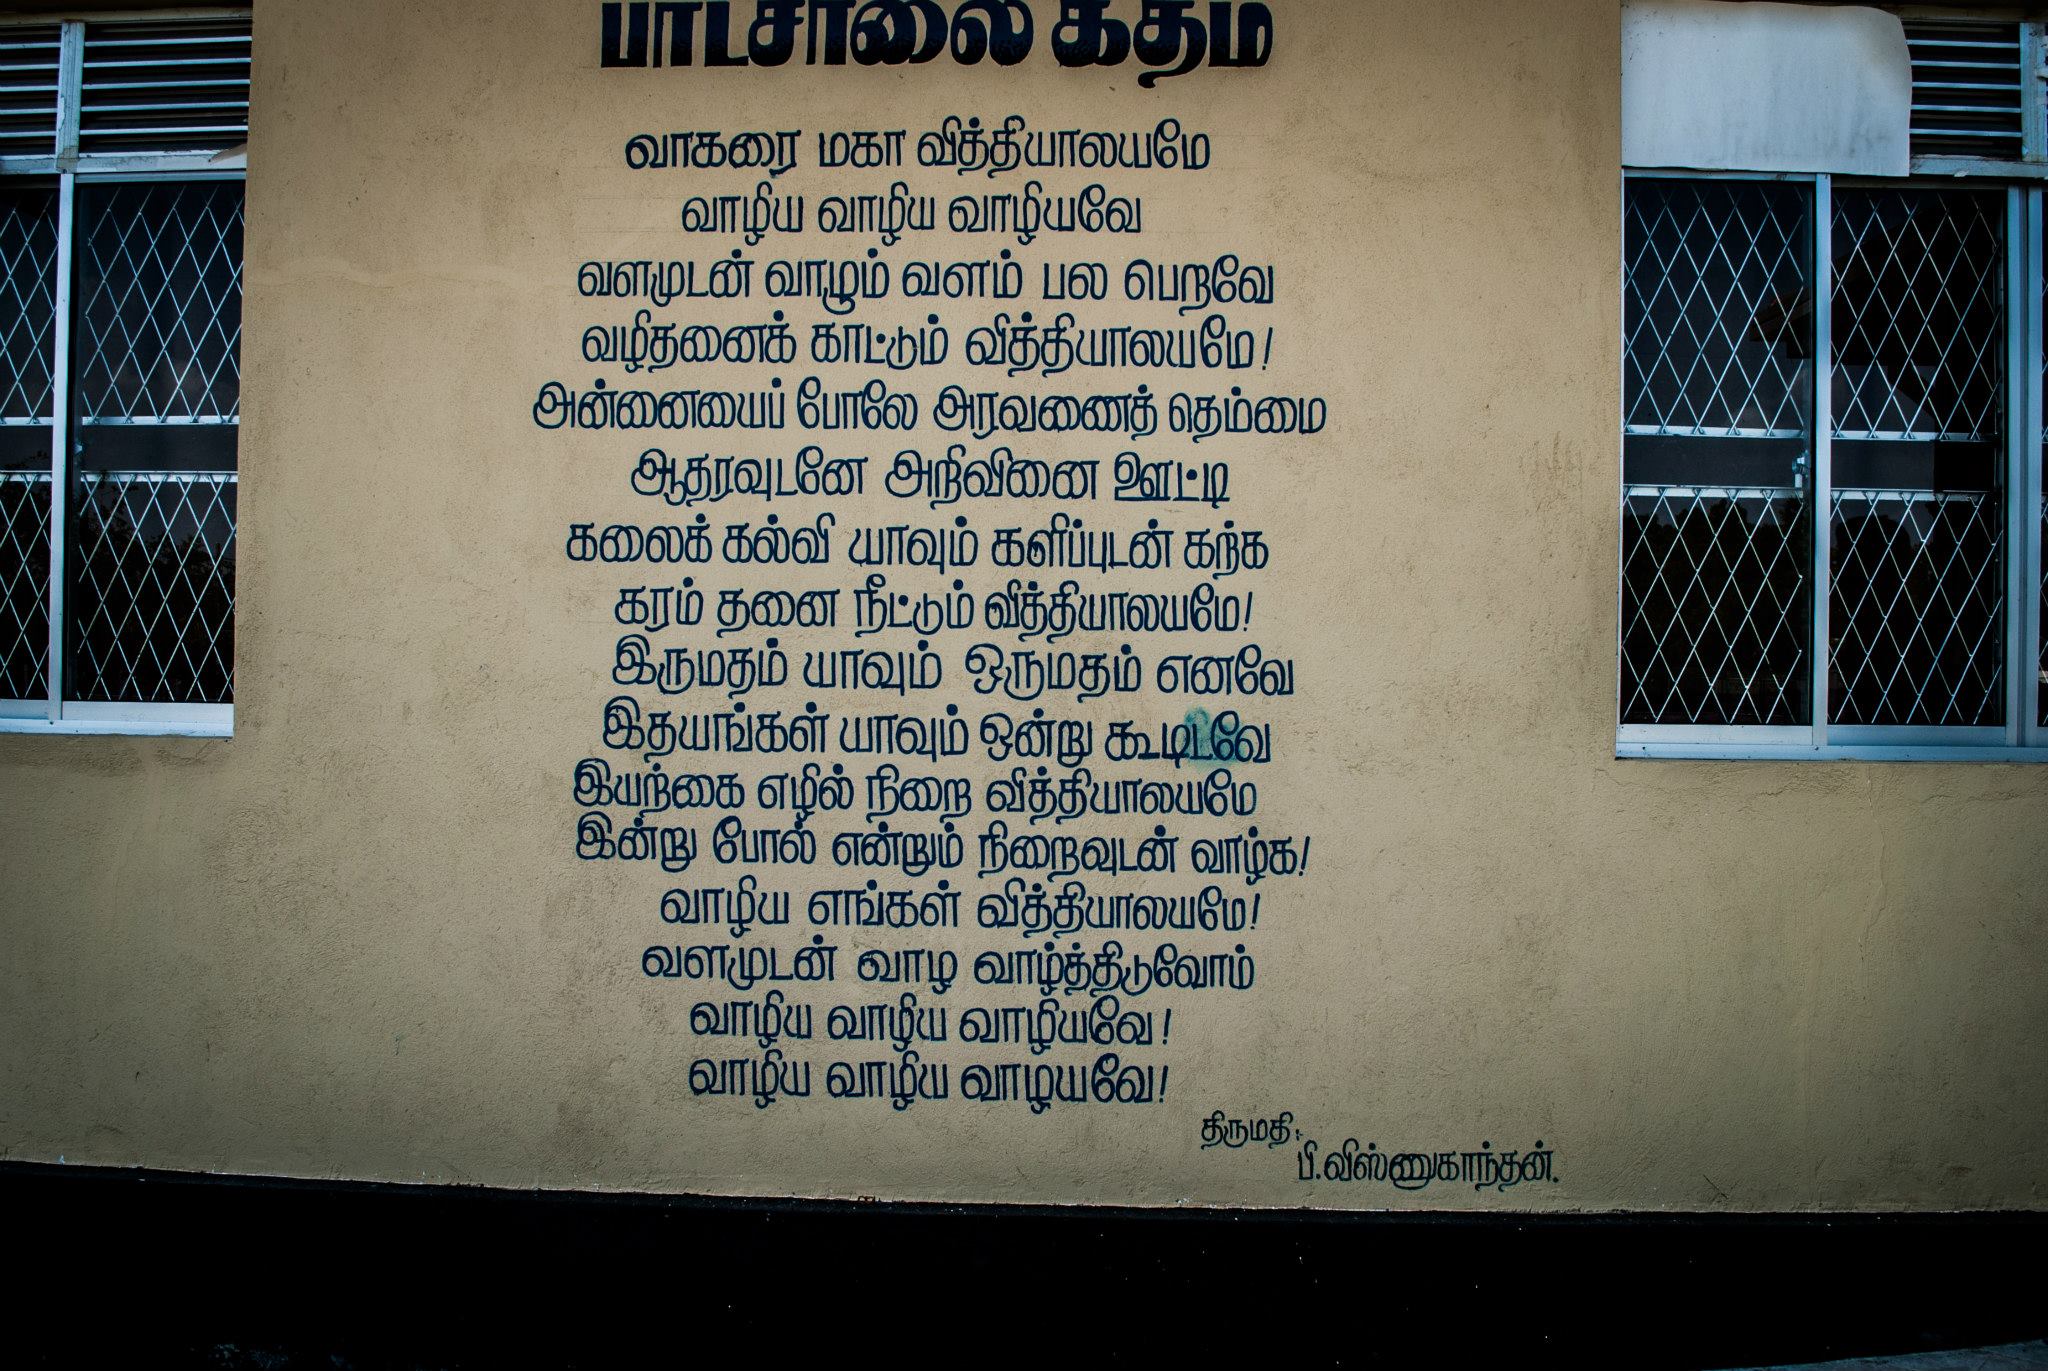 பாடசாலை கீதம்
வாகரை மகா வித்தியாலயமே
வாழிய வாழிய வாழியவே
வளமுடன் வாழும் வளம் பல பெறவே
வழிதனைக் காட்டும் வித்தியாலயமே!
அன்னையைப் போலே அரவணைத் தெம்மை
ஆதரவுடனே அறிவினை ஊட்டி
கலைக் கல்வி யாவும் களிப்புடன் கற்க
கரம் தனை நீட்டும் வித்தியாலயமே!
இருமதம் யாவும் ஒருமதம் எனவே
இதயங்கள் யாவும் ஒன்று கூடிடவே
இயற்கை எழில் நிறை வித்தியாலயமே
இன்று போல் என்றும் நிறைவுடன் வாழ்க!
வாழிய எங்கள் வித்தியாலயமே!
வளமுடன் வாழ வாழ்த்திடுவோம்
வாழிய வாழிய வாழியவே!
வாழிய வாழிய வாழயவே!
திருமதி:
பி.விஸ்ணுகாந்தன்.